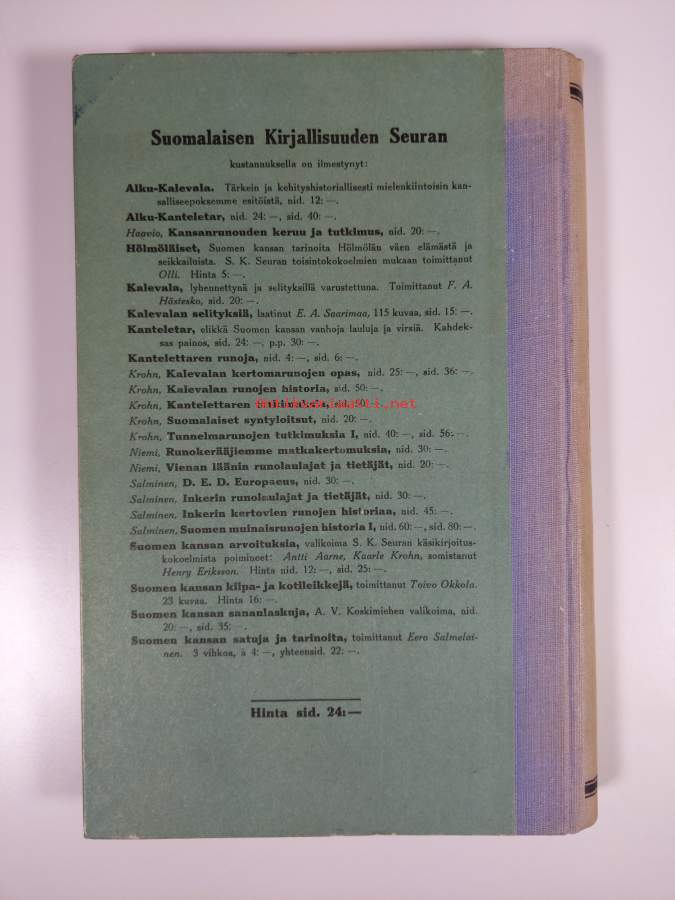 Suomalaisen Kirjallisuuden Seuran
kustannuksella on ilmestynyt:
Alku-Kalevala. Tärkein ja kehityshistoriallisesti mielenkiintoisin kan-
salliseepoksemme esitöistä, nid. 12: —.
Alku-Kanteletar, nid. 24: —, sid. 40: —.
Haavio, Kansanrunouden keruu ja tutkimus, nid. 20: —.
Hölmöläiset, Suomen kansan tarinoita Hölmölän väen elämästä ja
seikkailuista. S. K. Seuran toisintokokoelmien mukaan toimittanut
Olli. Hinta 5: —.
Kalevala, lyhennettynä ja selityksillä varustettuna. Toimittanut F. A.
Hästesko, sid. 20: —.
Kalevalan selityksiä, laatinut E. A. Saarimaa, 115 kuvaa, sid. 15: —.
Kanteletar, elikkä Suomen kansan vanhoja lauluja ja virsiä. Kahdek-
sas painos, sid. 24: —, p.p. 30: —.
Kantelettaren runoja, nid. 4: —, sid. 6: —.
Krohn, Kalevalan kertomarunojen opas, nid. 25: —, sid. 36: —.
Krohn, Kalevalan runojen historia, sid. 50: —.
Krohn, Kantelettaren tutkimuksia,
antikvariaatti.net
Krohn, Suomalaiset syntyloitsut, nid. 20: —.
Krohn, Tunnelmarunojen tutkimuksia I, nid. 40: —, sid. 56: —.
Niemi, Runokerääjiemme matkakertomuksia, nid. 30: —.
Niemi, Vienan läänin runolaulajat ja tietäjät, nid. 20: —.
Salminen, D. E. D. Europaeus, nid. 30: —.
Salminen, Inkerin runolaulajat ja tietäjät, nid. 30: —.
Salminen, Inkerin kertovien runojen historiaa, nid. 45: —.
Salminen, Suomen muinaisrunojen historia I, nid. 60: —, sid. 80: —.
Suomen kansan arvoituksia, valikoima S. K. Seuran käsikirjoitus-
kokoelmista poimineet: Antti Aarne, Kaarle Krohn, somistanut
Henry Eriksson. Hinta nid. 12: —, sid. 25: —.
Suomen kansan kilpa- ja kotileikkejä, toimittanut Toivo Okkola.
23 kuvaa. Hinta 16: —.
Suomen kansan sananlaskuja, A. V. Koskimiehen valikoima, nid.
20: —, sid. 35: —.
Suomen kansan satuja ja tarinoita, toimittanut Eero Salmelai-
nen. 3 vihkoa, à 4: —, yhteensid. 22: —.
Hinta sid. 24: —